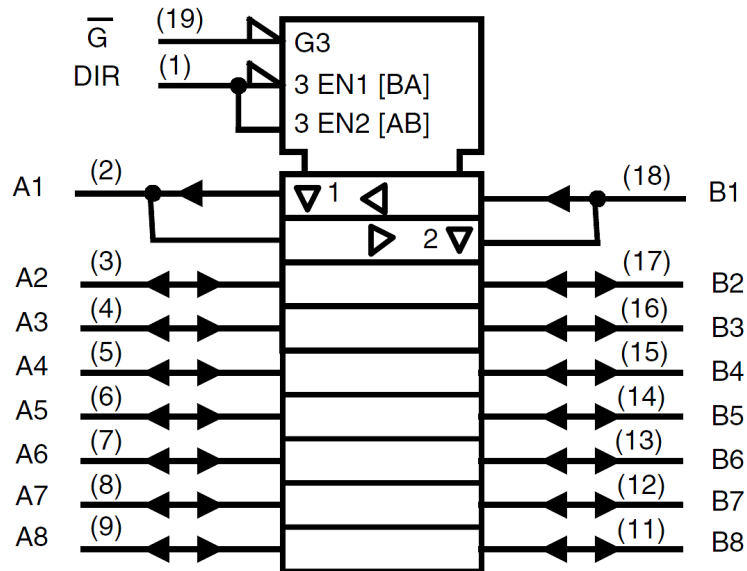 G̅ (19) G3
DIR (1) 3 EN1 [BA]
3 EN2 [AB]
A1 (2) 1 (18) B1
2
A2 (3) (17) B2
A3 (4) (16) B3
A4 (5) (15) B4
A5 (6) (14) B5
A6 (7) (13) B6
A7 (8) (12) B7
A8 (9) (11) B8